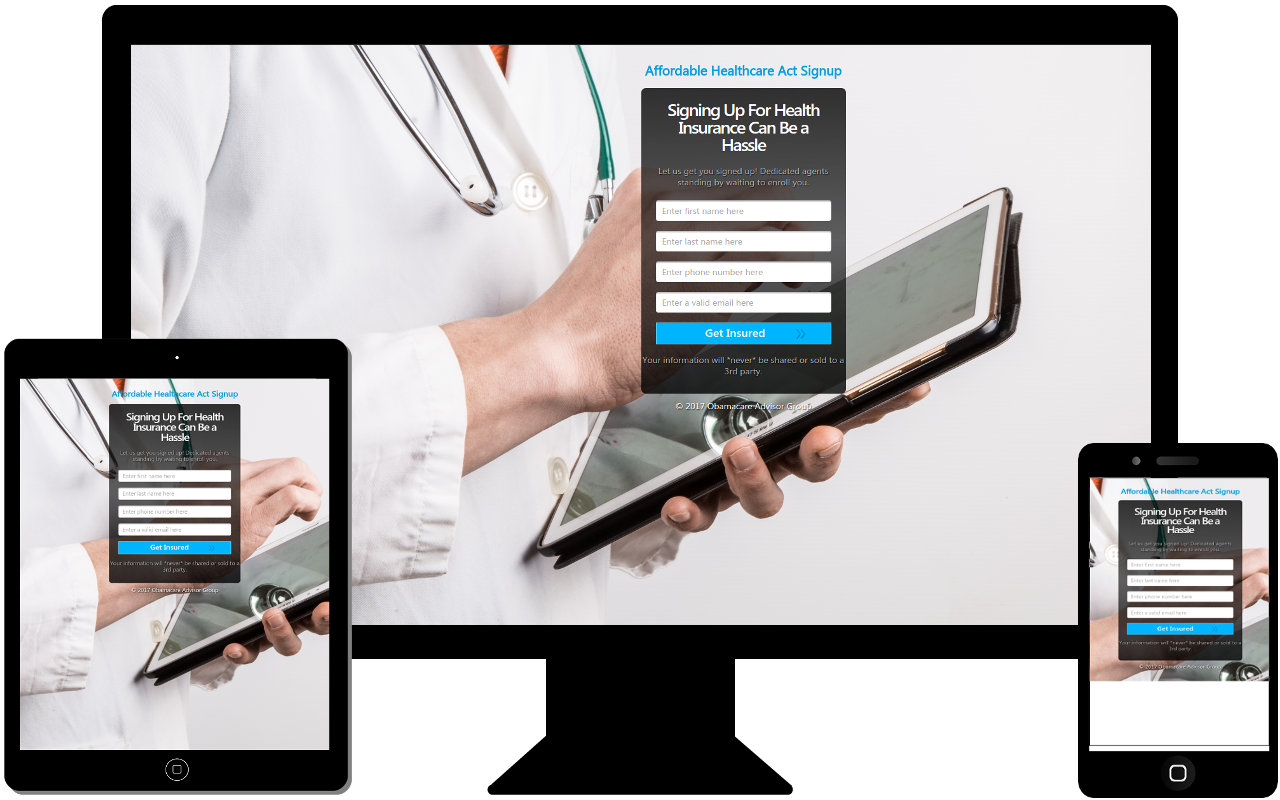 Affordable Healthcare Act Signup
Signing Up For Health
Insurance Can Be a
Hassle
Let us get you signed up! Dedicated agents
standing by waiting to enroll you.
Enter first name here
Enter last name here
Enter phone number here
Enter a valid email here
Get Insured
Your information will *never* be shared or sold to a
3rd party.
© 2017 Obamacare Advisor Group
Affordable Healthcare Act Signup
Signing Up For Health
Insurance Can Be a
Hassle
Let us get you signed up! Dedicated agents
standing by waiting to enroll you.
Enter first name here
Enter last name here
Enter phone number here
Enter a valid email here
Get Insured
Your information will *never* be shared or sold to a
3rd party.
© 2017 Obamacare Advisor Group
Affordable Healthcare Act Signup
Signing Up For Health
Insurance Can Be a
Hassle
Let us get you signed up! Dedicated agents
standing by waiting to enroll you.
Enter first name here
Enter last name here
Enter phone number here
Enter a valid email here
Get Insured
Your information will *never* be shared or sold to a
3rd party.
© 2017 Obamacare Advisor Group